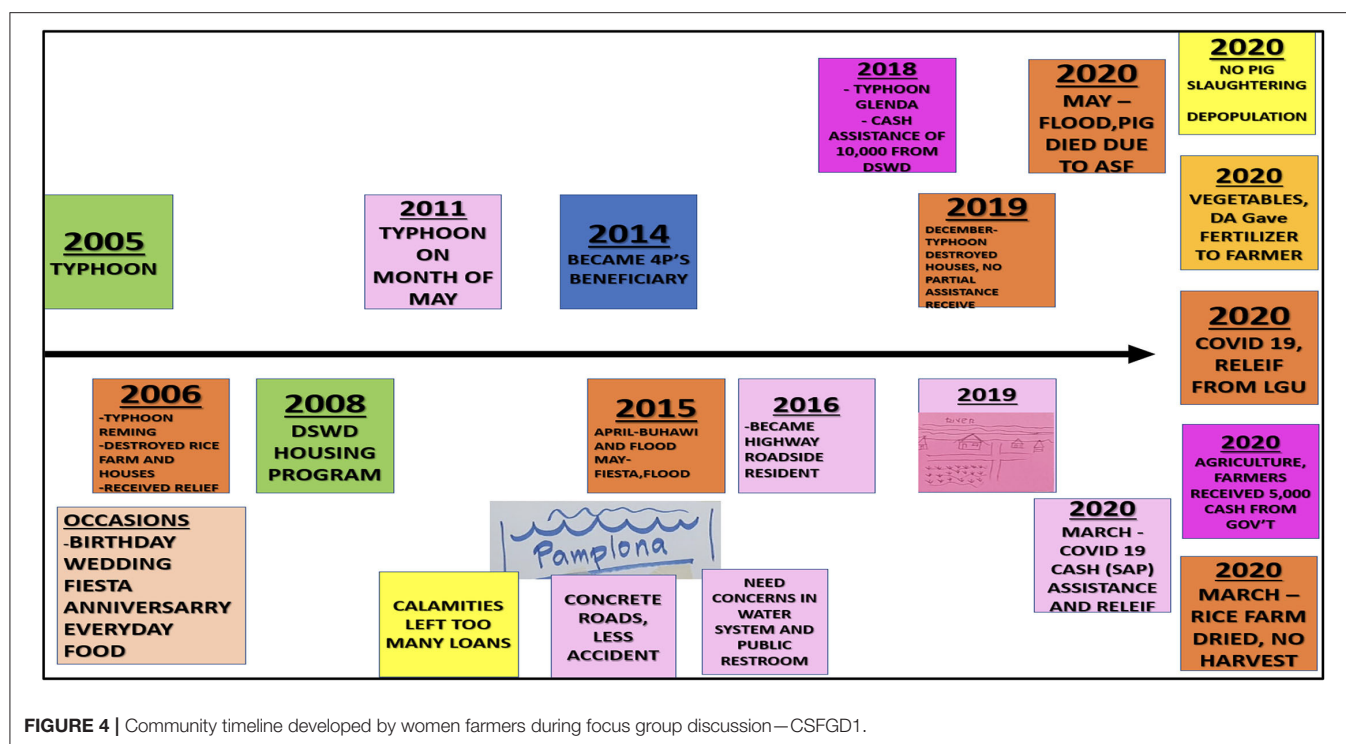 2005
TYPHOON
2011
TYPHOON
ON
MONTH OF
MAY
2014
BECAME 4P'S
BENEFICIARY
2018
- TYPHOON
GLENDA
- CASH
ASSISTANCE OF
10,000 FROM
DSWD
2019
DECEMBER-
TYPHOON
DESTROYED
HOUSES, NO
PARTIAL
ASSISTANCE
RECEIVE
2020
MAY –
FLOOD,PIG
DIED DUE
TO ASF
2020
NO PIG
SLAUGHTERING
DEPOPULATION
2020
VEGETABLES,
DA Gave
FERTILIZER
TO FARMER
2020
COVID 19,
RELEIF
FROM LGU
2020
AGRICULTURE,
FARMERS
RECEIVED 5,000
CASH FROM
GOV'T
2020
MARCH –
RICE FARM
DRIED, NO
HARVEST
2006
-TYPHOON
REMING
-DESTROYED RICE
FARM AND
HOUSES
-RECEIVED RELIEF
2008
DSWD
HOUSING
PROGRAM
2015
APRIL-BUHAWI
AND FLOOD
MAY-
FIESTA,FLOOD
2016
-BECAME
HIGHWAY
ROADSIDE
RESIDENT
2019
2020
MARCH -
COVID 19
CASH (SAP)
ASSISTANCE
AND RELEIF
OCCASIONS
-BIRTHDAY
WEDDING
FIESTA
ANNIVERSARRY
EVERYDAY
FOOD
Pamplona
CALAMITIES
LEFT TOO
MANY LOANS
CONCRETE
ROADS,
LESS
ACCIDENT
NEED
CONCERNS IN
WATER
SYSTEM AND
PUBLIC
RESTROOM
FIGURE 4 | Community timeline developed by women farmers during focus group discussion—CSFGD1.